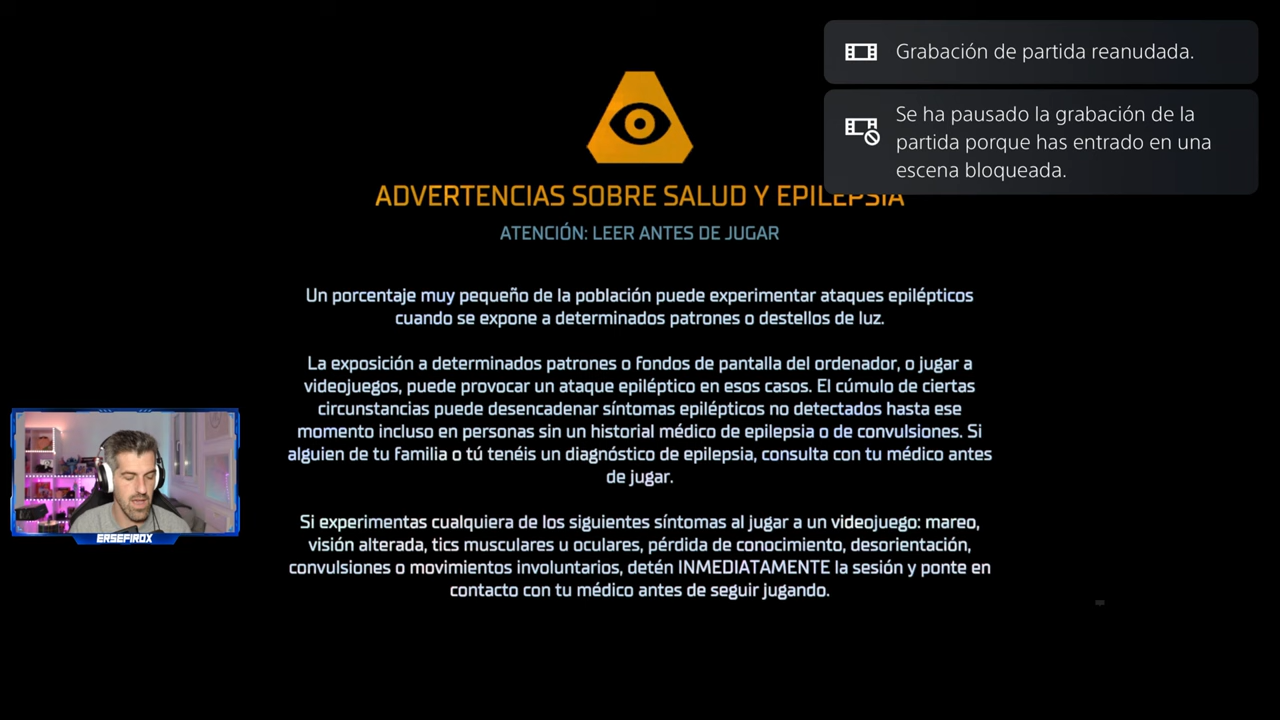 Grabación de partida reanudada.
Se ha pausado la grabación de la
partida porque has entrado en una
escena bloqueada.
ADVERTENCIAS SOBRE SALUD Y EPILEPSIA
ATENCIÓN: LEER ANTES DE JUGAR
Un porcentaje muy pequeño de la población puede experimentar ataques epilépticos
cuando se expone a determinados patrones o destellos de luz.
La exposición a determinados patrones o fondos de pantalla del ordenador, o jugar a
videojuegos, puede provocar un ataque epiléptico en esos casos. El cúmulo de ciertas
circunstancias puede desencadenar síntomas epilépticos no detectados hasta ese
momento incluso en personas sin un historial médico de epilepsia o de convulsiones. Si
alguien de tu familia o tú tenéis un diagnóstico de epilepsia, consulta con tu médico antes
de jugar.
Si experimentas cualquiera de los siguientes síntomas al jugar a un videojuego: mareo,
visión alterada, tics musculares u oculares, pérdida de conocimiento, desorientación,
convulsiones o movimientos involuntarios, detén INMEDIATAMENTE la sesión y ponte en
contacto con tu médico antes de seguir jugando.
ERSEFIROX